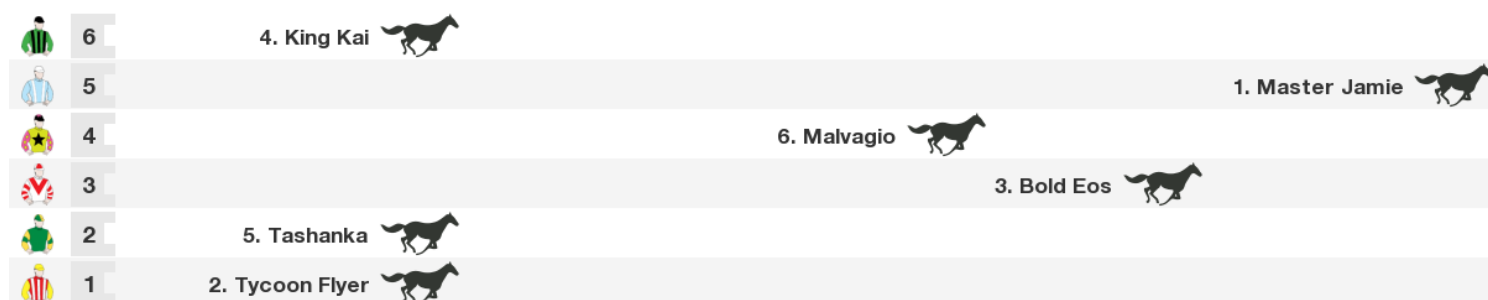 6 4. King Kai
5 1. Master Jamie
4 6. Malvagio
3 3. Bold Eos
2 5. Tashanka
1 2. Tycoon Flyer